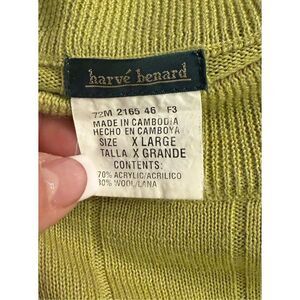 harvé benard
72M 2165 46 F3
MADE IN CAMBODIA
HECHO EN CAMBOYA
SIZE X LARGE
TALLA X GRANDE
CONTENTS:
70% ACRYLIC/ACRILICO
30% WOOL/LANA